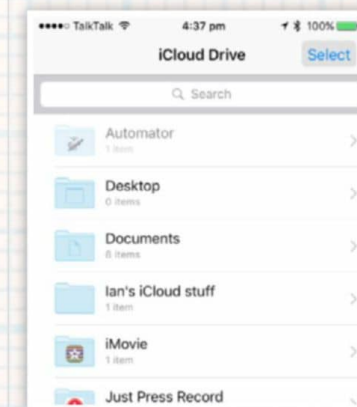 TalkTalk 4:37 pm 100%
iCloud Drive Select
Search
Automator
1 item
Desktop
0 items
Documents
8 items
Ian's iCloud stuff
1 item
iMovie
1 item
Just Press Record